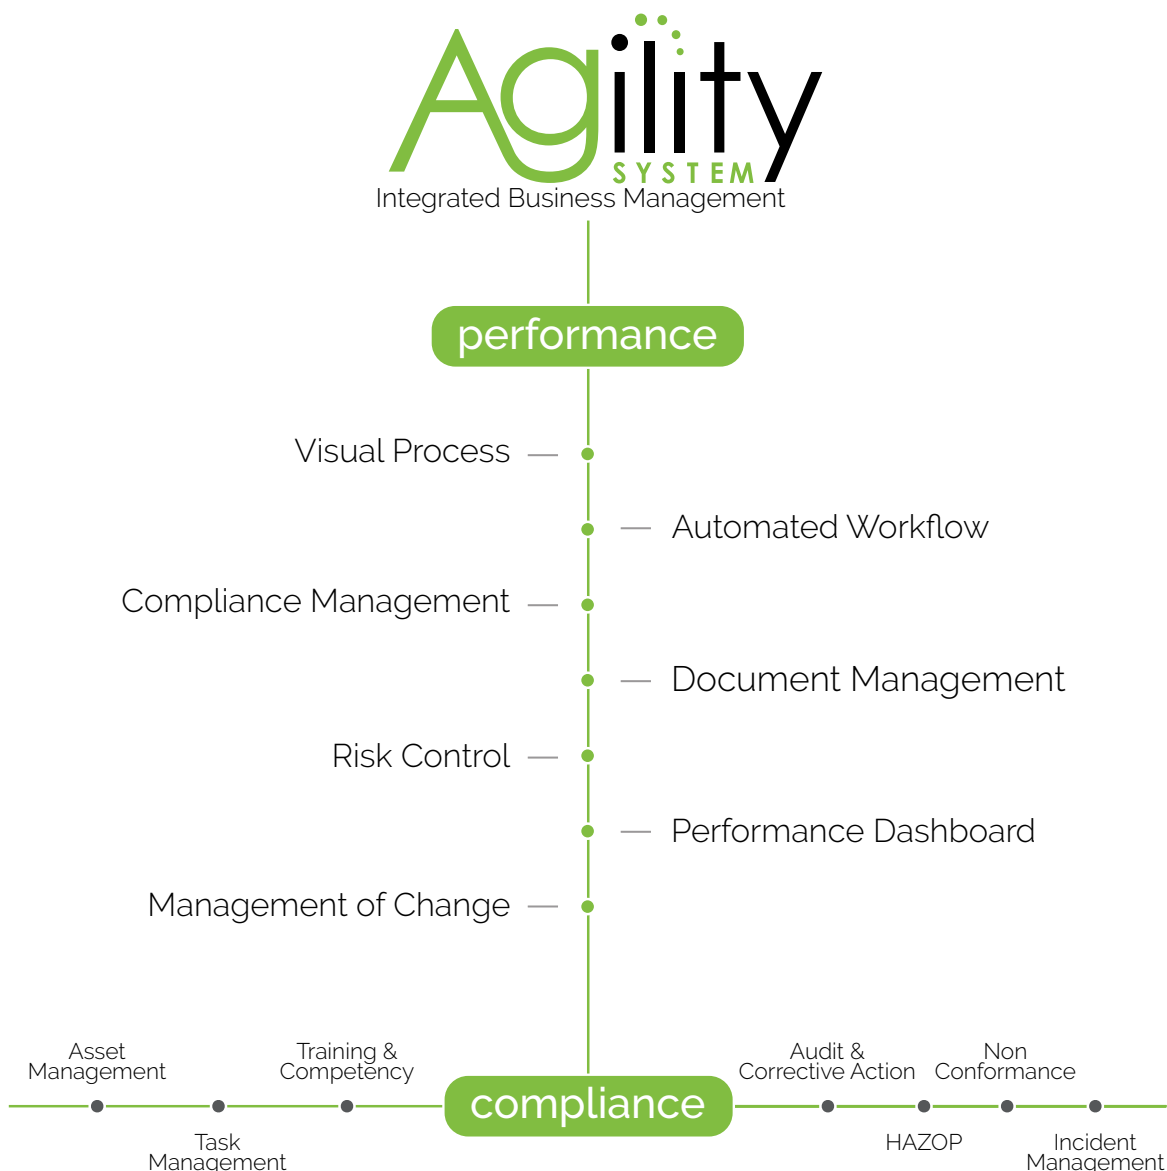 Agility
SYSTEM
Integrated Business Management
performance
Visual Process
Automated Workflow
Compliance Management
Document Management
Risk Control
Performance Dashboard
Management of Change
Asset
Management
Task
Management
Training &
Competency
compliance
Audit &
Corrective Action
HAZOP
Non
Conformance
Incident
Management